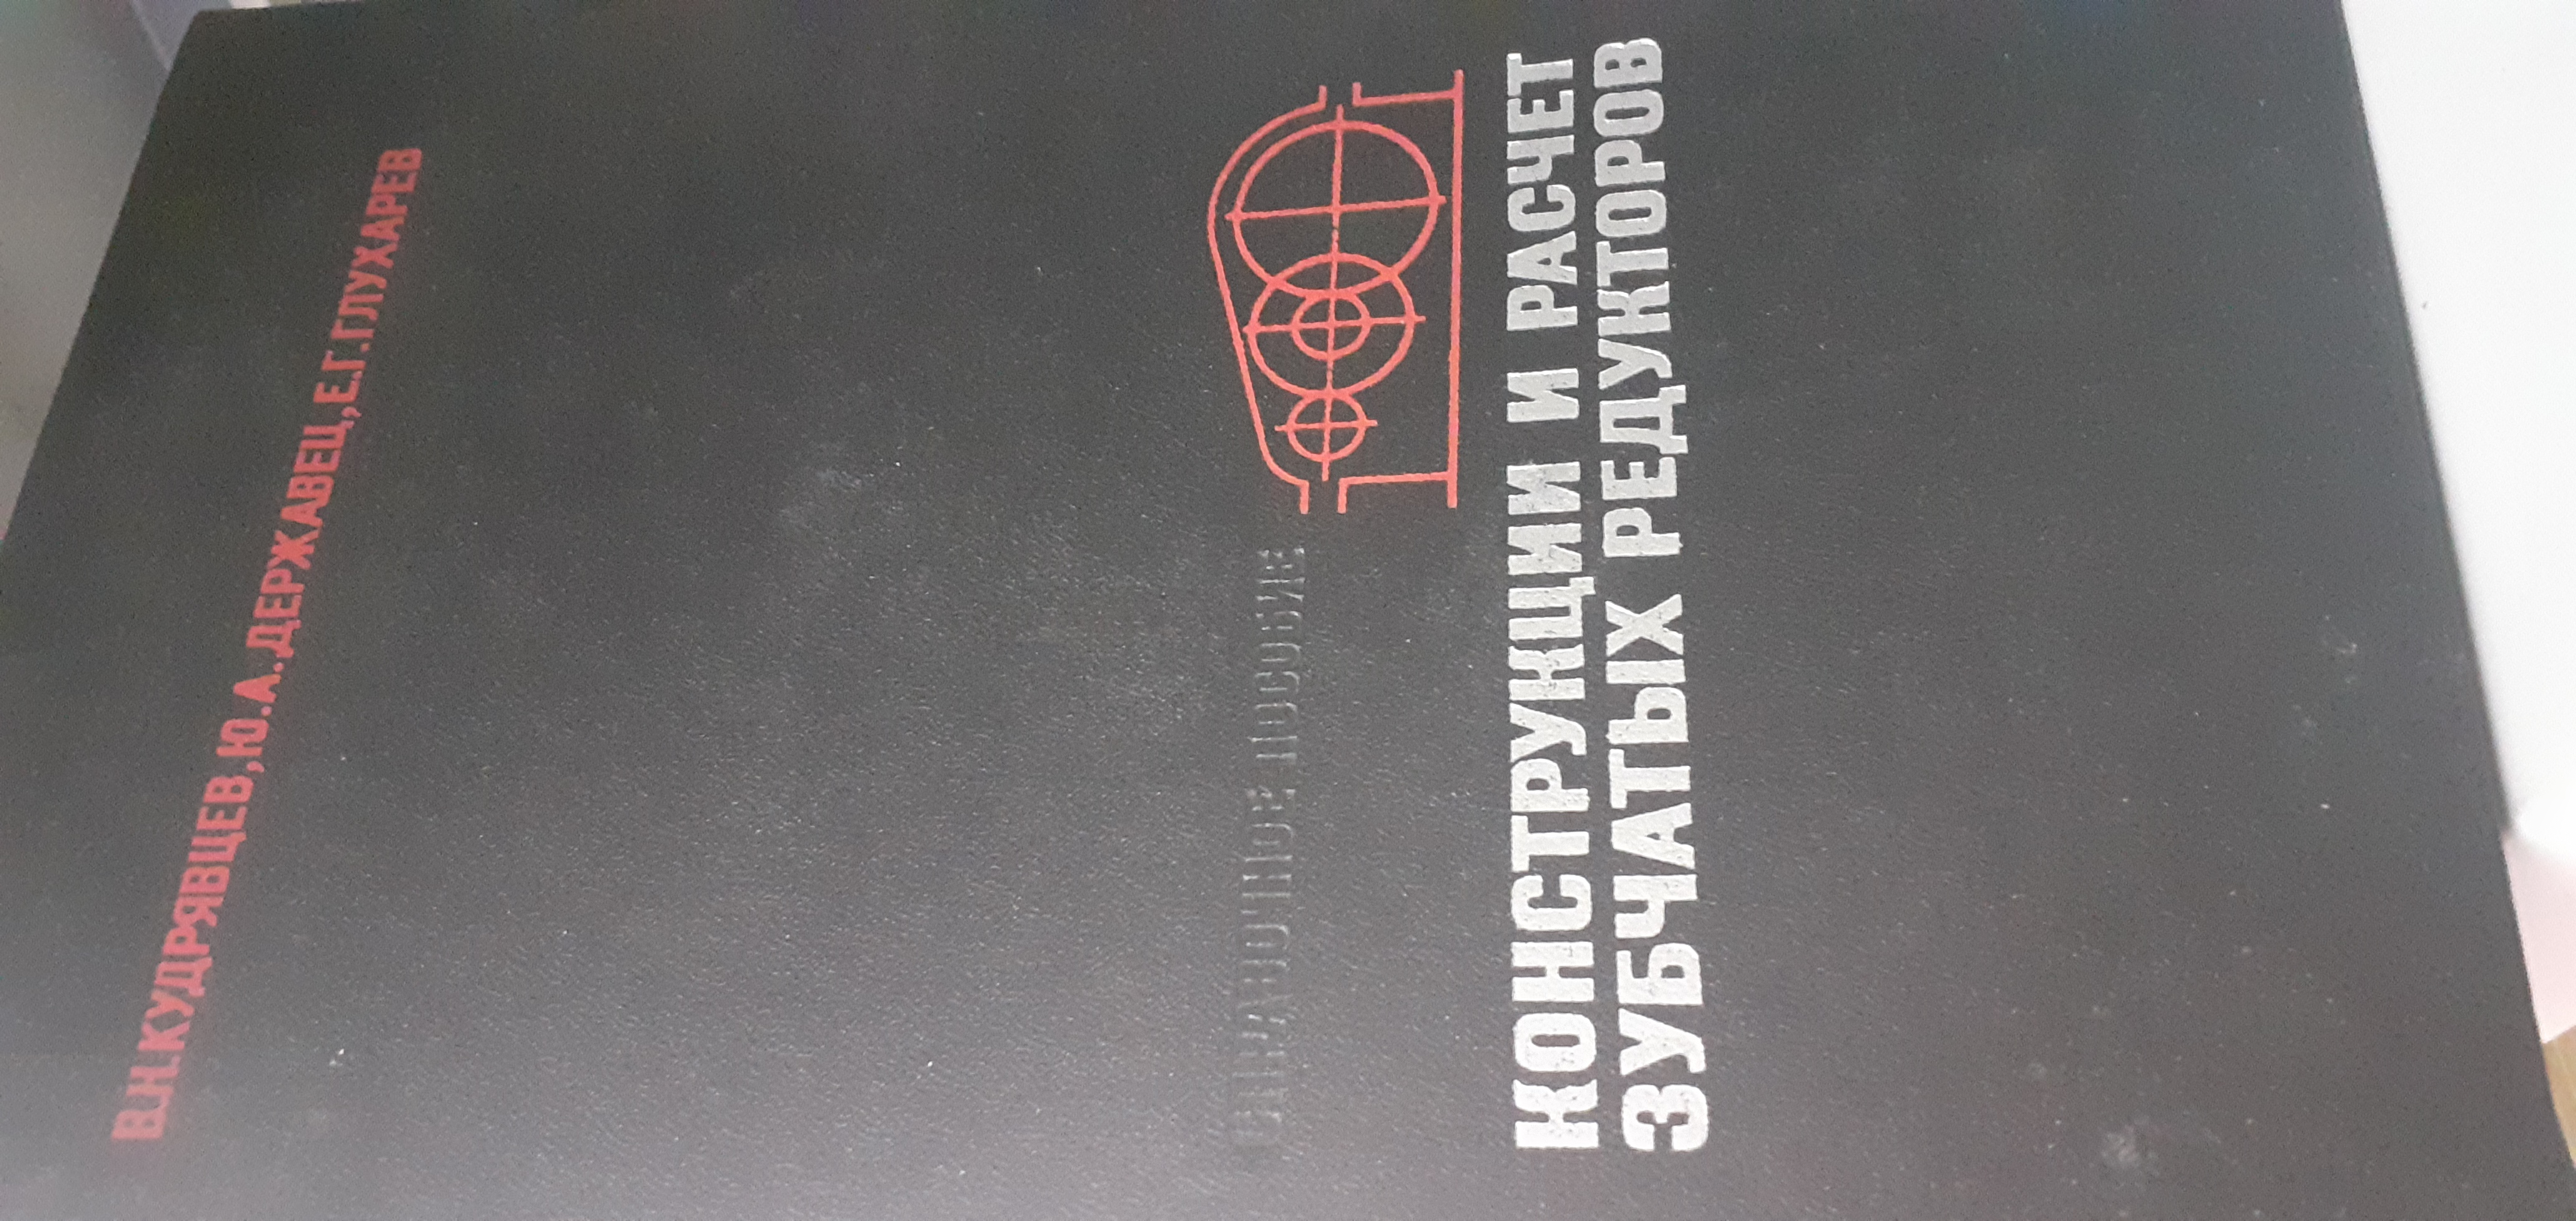 В.Н.КУДРЯВЦЕВ,Ю.А.ДЕРЖАВЕЦ,Е.Г.ГЛУХАРЕВ
СПРАВОЧНОЕ ПОСОБИЕ
КОНСТРУКЦИИ И РАСЧЕТ
ЗУБЧАТЫХ РЕДУКТОРОВ